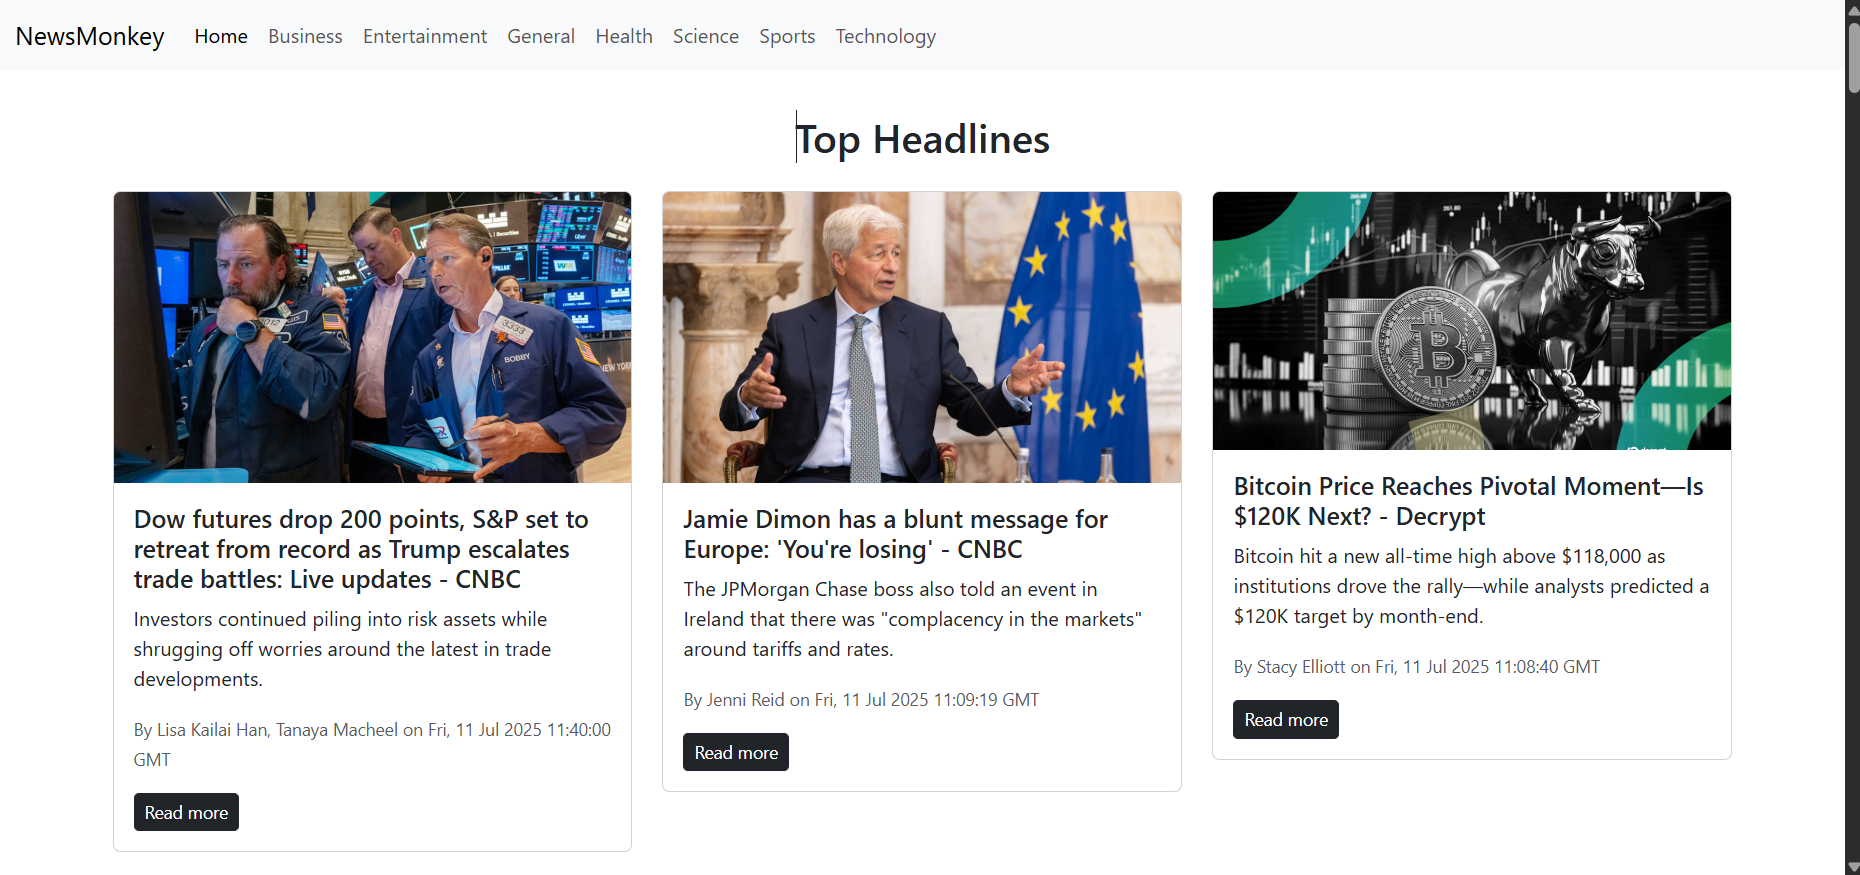 NewsMonkey Home Business Entertainment General Health Science Sports Technology
Top Headlines
3333
BOBBY
NEW YORK
Dow futures drop 200 points, S&P set to
retreat from record as Trump escalates
trade battles: Live updates - CNBC
Investors continued piling into risk assets while
shrugging off worries around the latest in trade
developments.
By Lisa Kailai Han, Tanaya Macheel on Fri, 11 Jul 2025 11:40:00
GMT
Read more
Jamie Dimon has a blunt message for
Europe: 'You're losing' - CNBC
The JPMorgan Chase boss also told an event in
Ireland that there was "complacency in the markets"
around tariffs and rates.
By Jenni Reid on Fri, 11 Jul 2025 11:09:19 GMT
Read more
261.80
Bitcoin Price Reaches Pivotal Moment—Is
$120K Next? - Decrypt
Bitcoin hit a new all-time high above $118,000 as
institutions drove the rally—while analysts predicted a
$120K target by month-end.
By Stacy Elliott on Fri, 11 Jul 2025 11:08:40 GMT
Read more